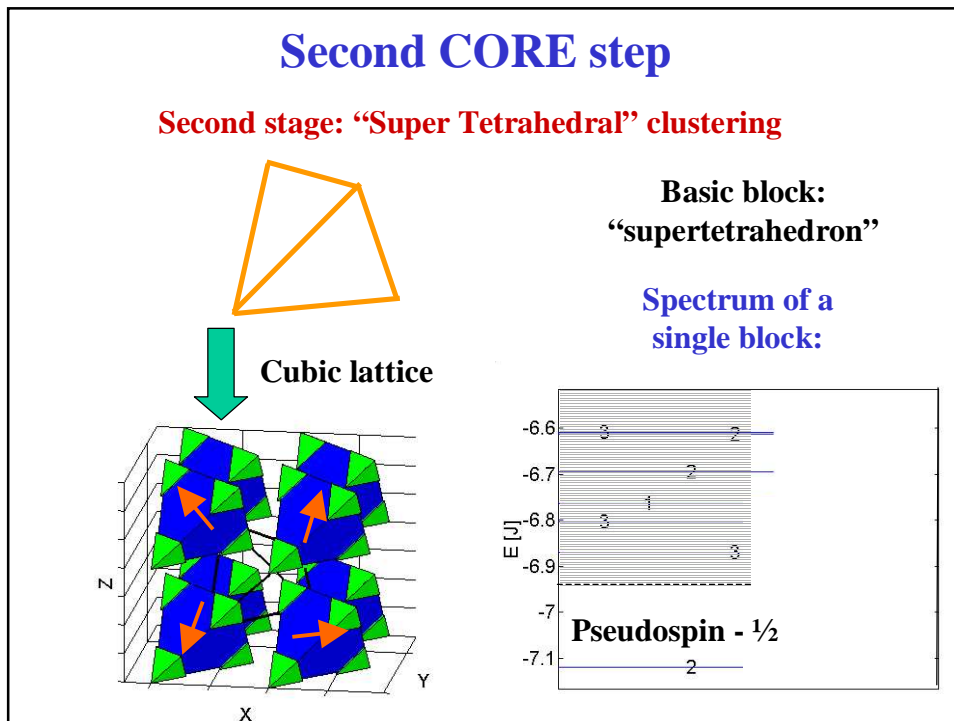 Second CORE step
Second stage: “Super Tetrahedral” clustering
Basic block:
“supertetrahedron”
Spectrum of a
single block:
Cubic lattice
Z
X
Y
E [J]
-6.6
-6.7
-6.8
-6.9
-7
-7.1
3
2
2
1
3
3
Pseudospin - ½
2